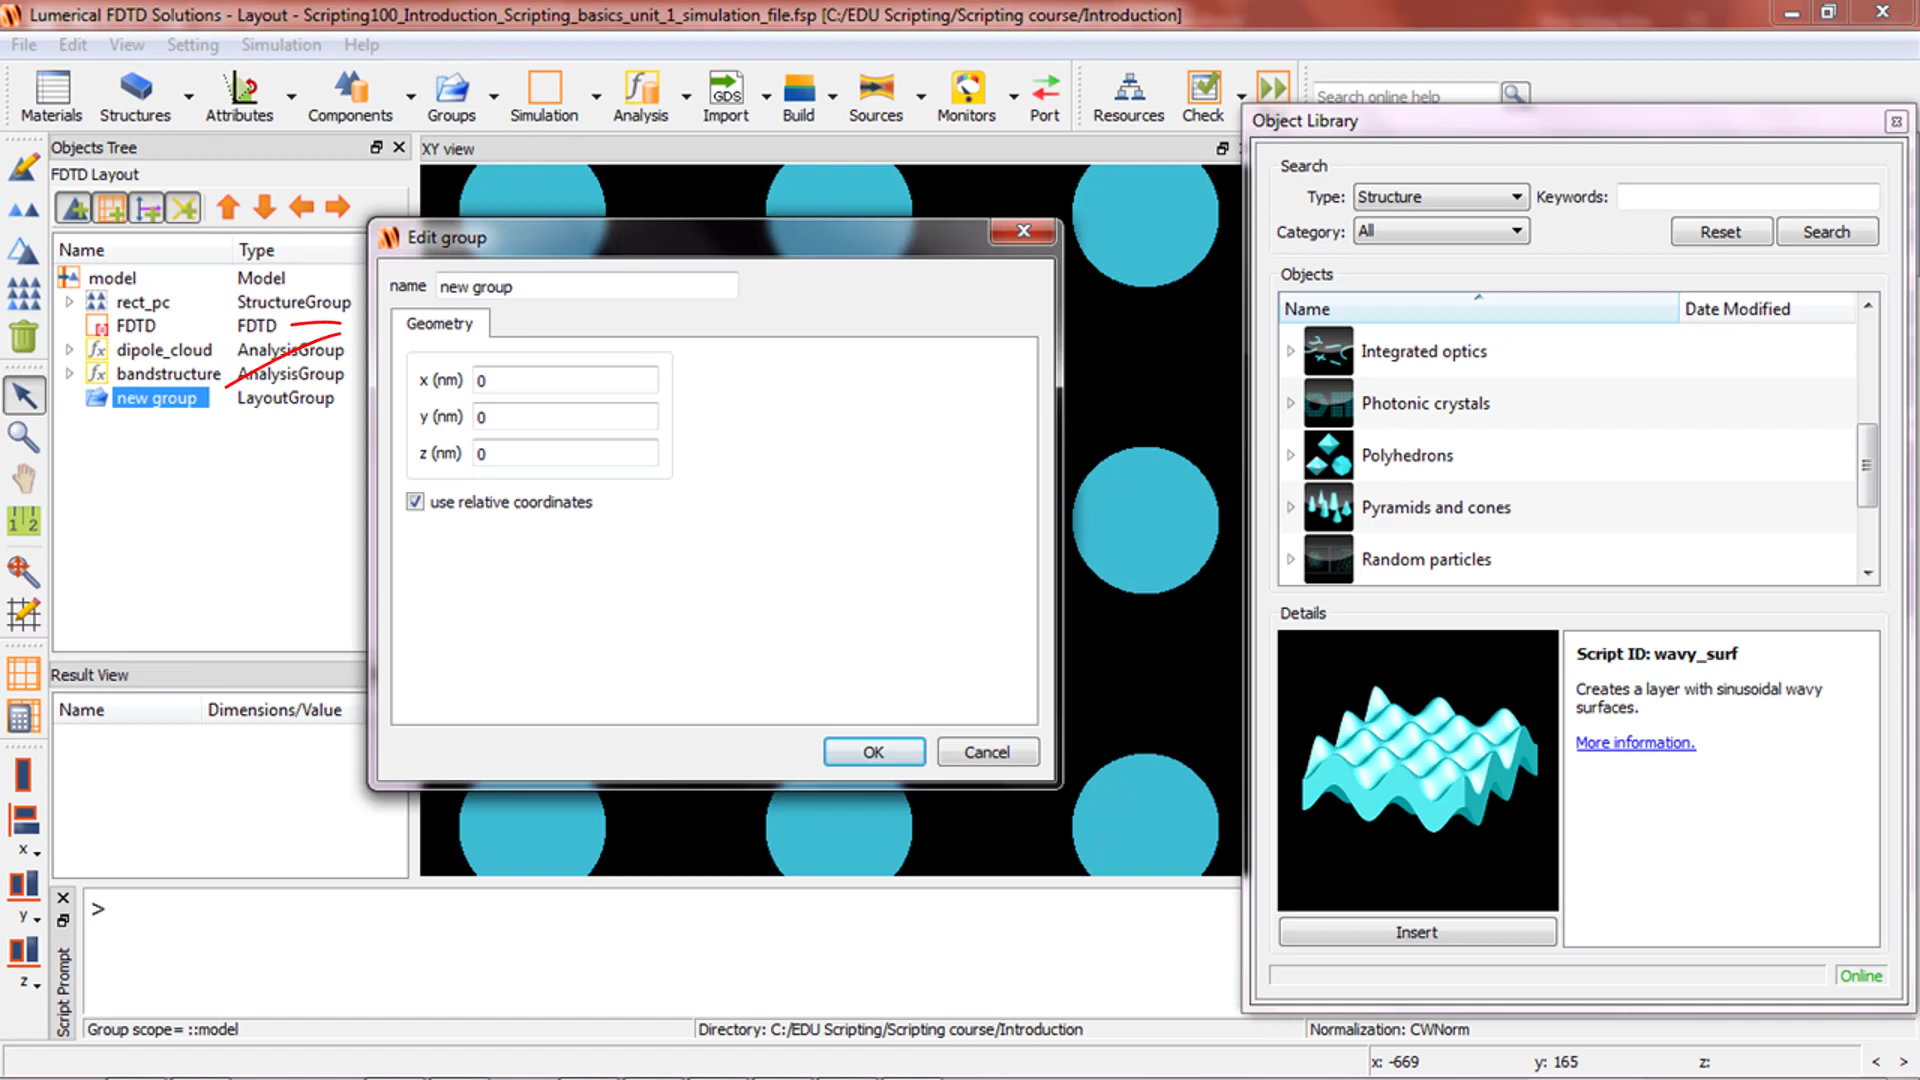 Lumerical FDTD Solutions - Layout - Scripting100_Introduction_Scripting_basics_unit_1_simulation_file.fsp [C:/EDU Scripting/Scripting course/Introduction]
File Edit View Setting Simulation Help
Materials Structures Attributes Components Groups Simulation Analysis Import Build Sources Monitors Port Resources Check
GDS
Search online help
Objects Tree
FDTD Layout
Name Type
model Model
rect_pc StructureGroup
FDTD FDTD
dipole_cloud AnalysisGroup
bandstructure AnalysisGroup
new group LayoutGroup
Result View
Name Dimensions/Value
x
y
z
XY view
Edit group
name new group
Geometry
x (nm) 0
y (nm) 0
z (nm) 0
use relative coordinates
OK Cancel
Object Library
Search
Type: Structure Keywords:
Category: All Reset Search
Objects
Name Date Modified
Integrated optics
Photonic crystals
Polyhedrons
Pyramids and cones
Random particles
Details
Script ID: wavy_surf
Creates a layer with sinusoidal wavy
surfaces.
More information.
Insert
Online
Script Prompt
>
Group scope= ::model Directory: C:/EDU Scripting/Scripting course/Introduction Normalization: CWNorm
x: -669 y: 165 z: < >